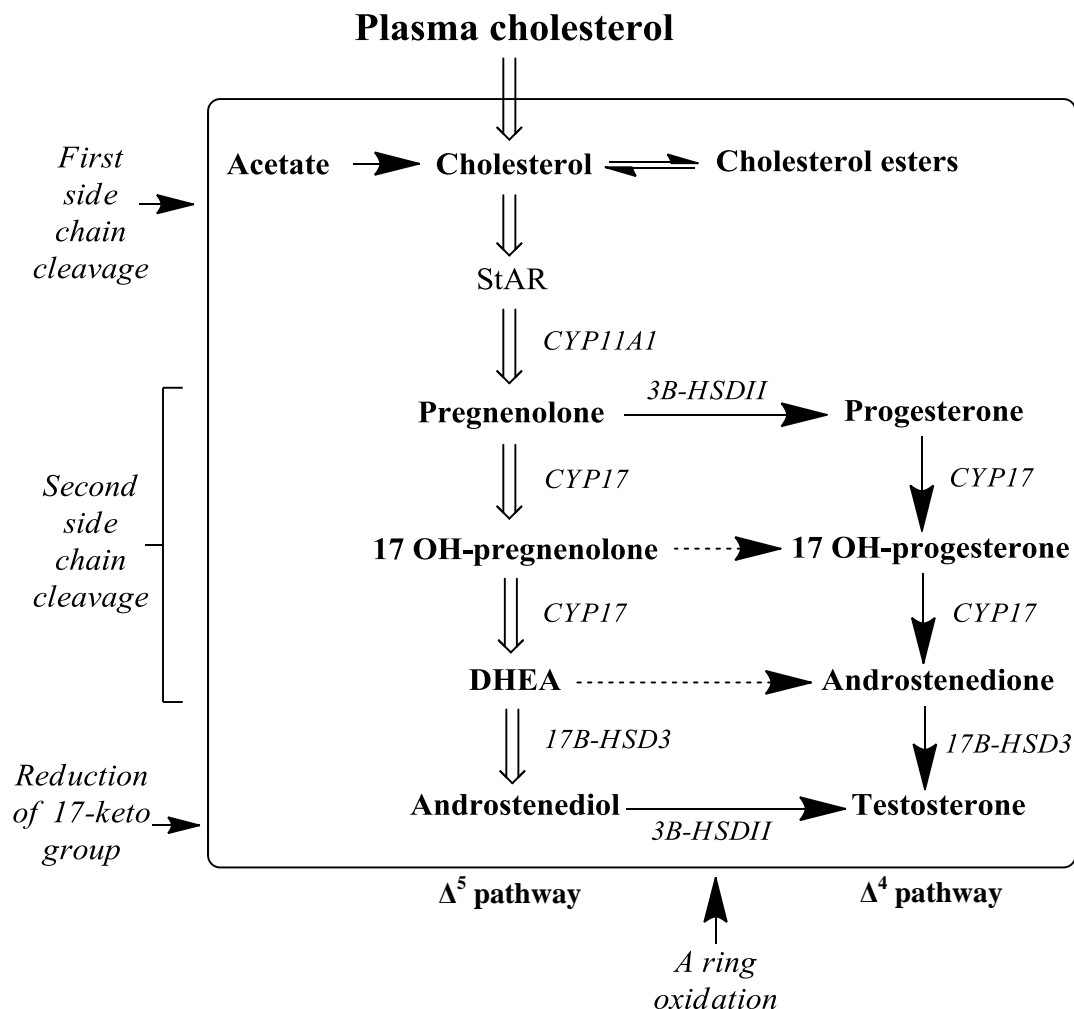 Plasma cholesterol
First
side
chain
cleavage
Acetate
Cholesterol
Cholesterol esters
StAR
CYP11A1
Pregnenolone
3B-HSDII
Progesterone
Second
side
chain
cleavage
CYP17
CYP17
17 OH-pregnenolone
17 OH-progesterone
CYP17
CYP17
DHEA
Androstenedione
17B-HSD3
17B-HSD3
Reduction
of 17-keto
group
Androstenediol
3B-HSDII
Testosterone
Δ⁵ pathway
Δ⁴ pathway
A ring
oxidation